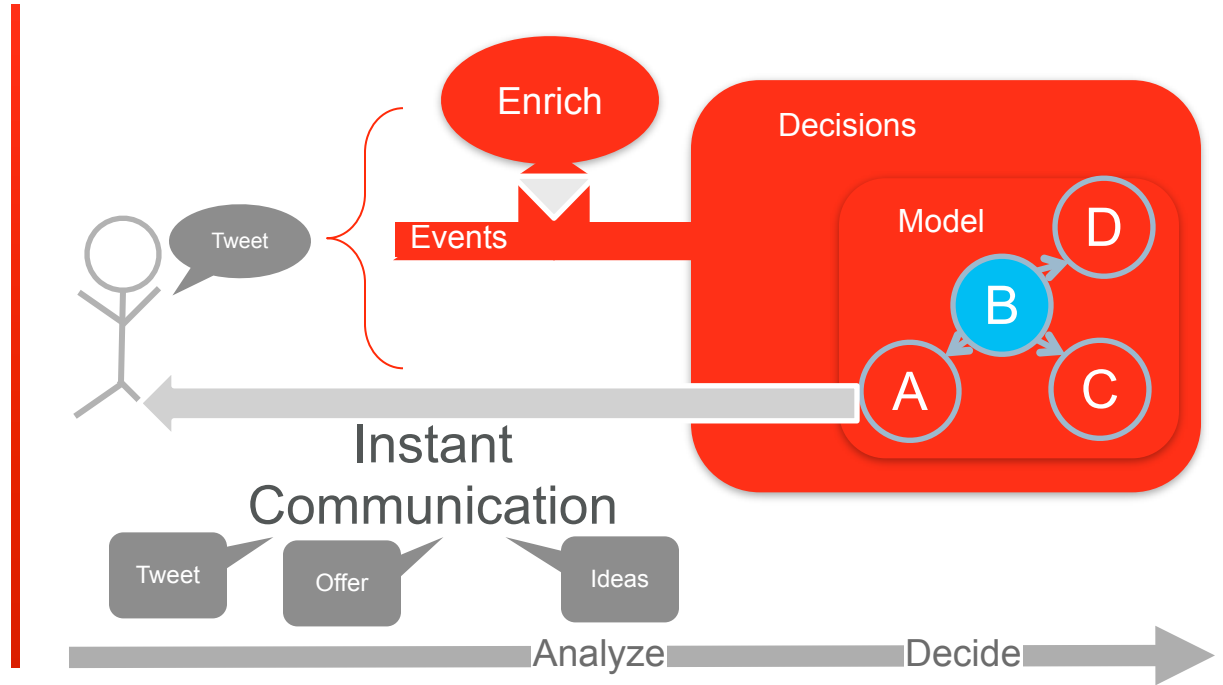 Enrich
Decisions
Model
D
Tweet
Events
B
A
C
Instant
Communication
Tweet
Offer
Ideas
Analyze
Decide